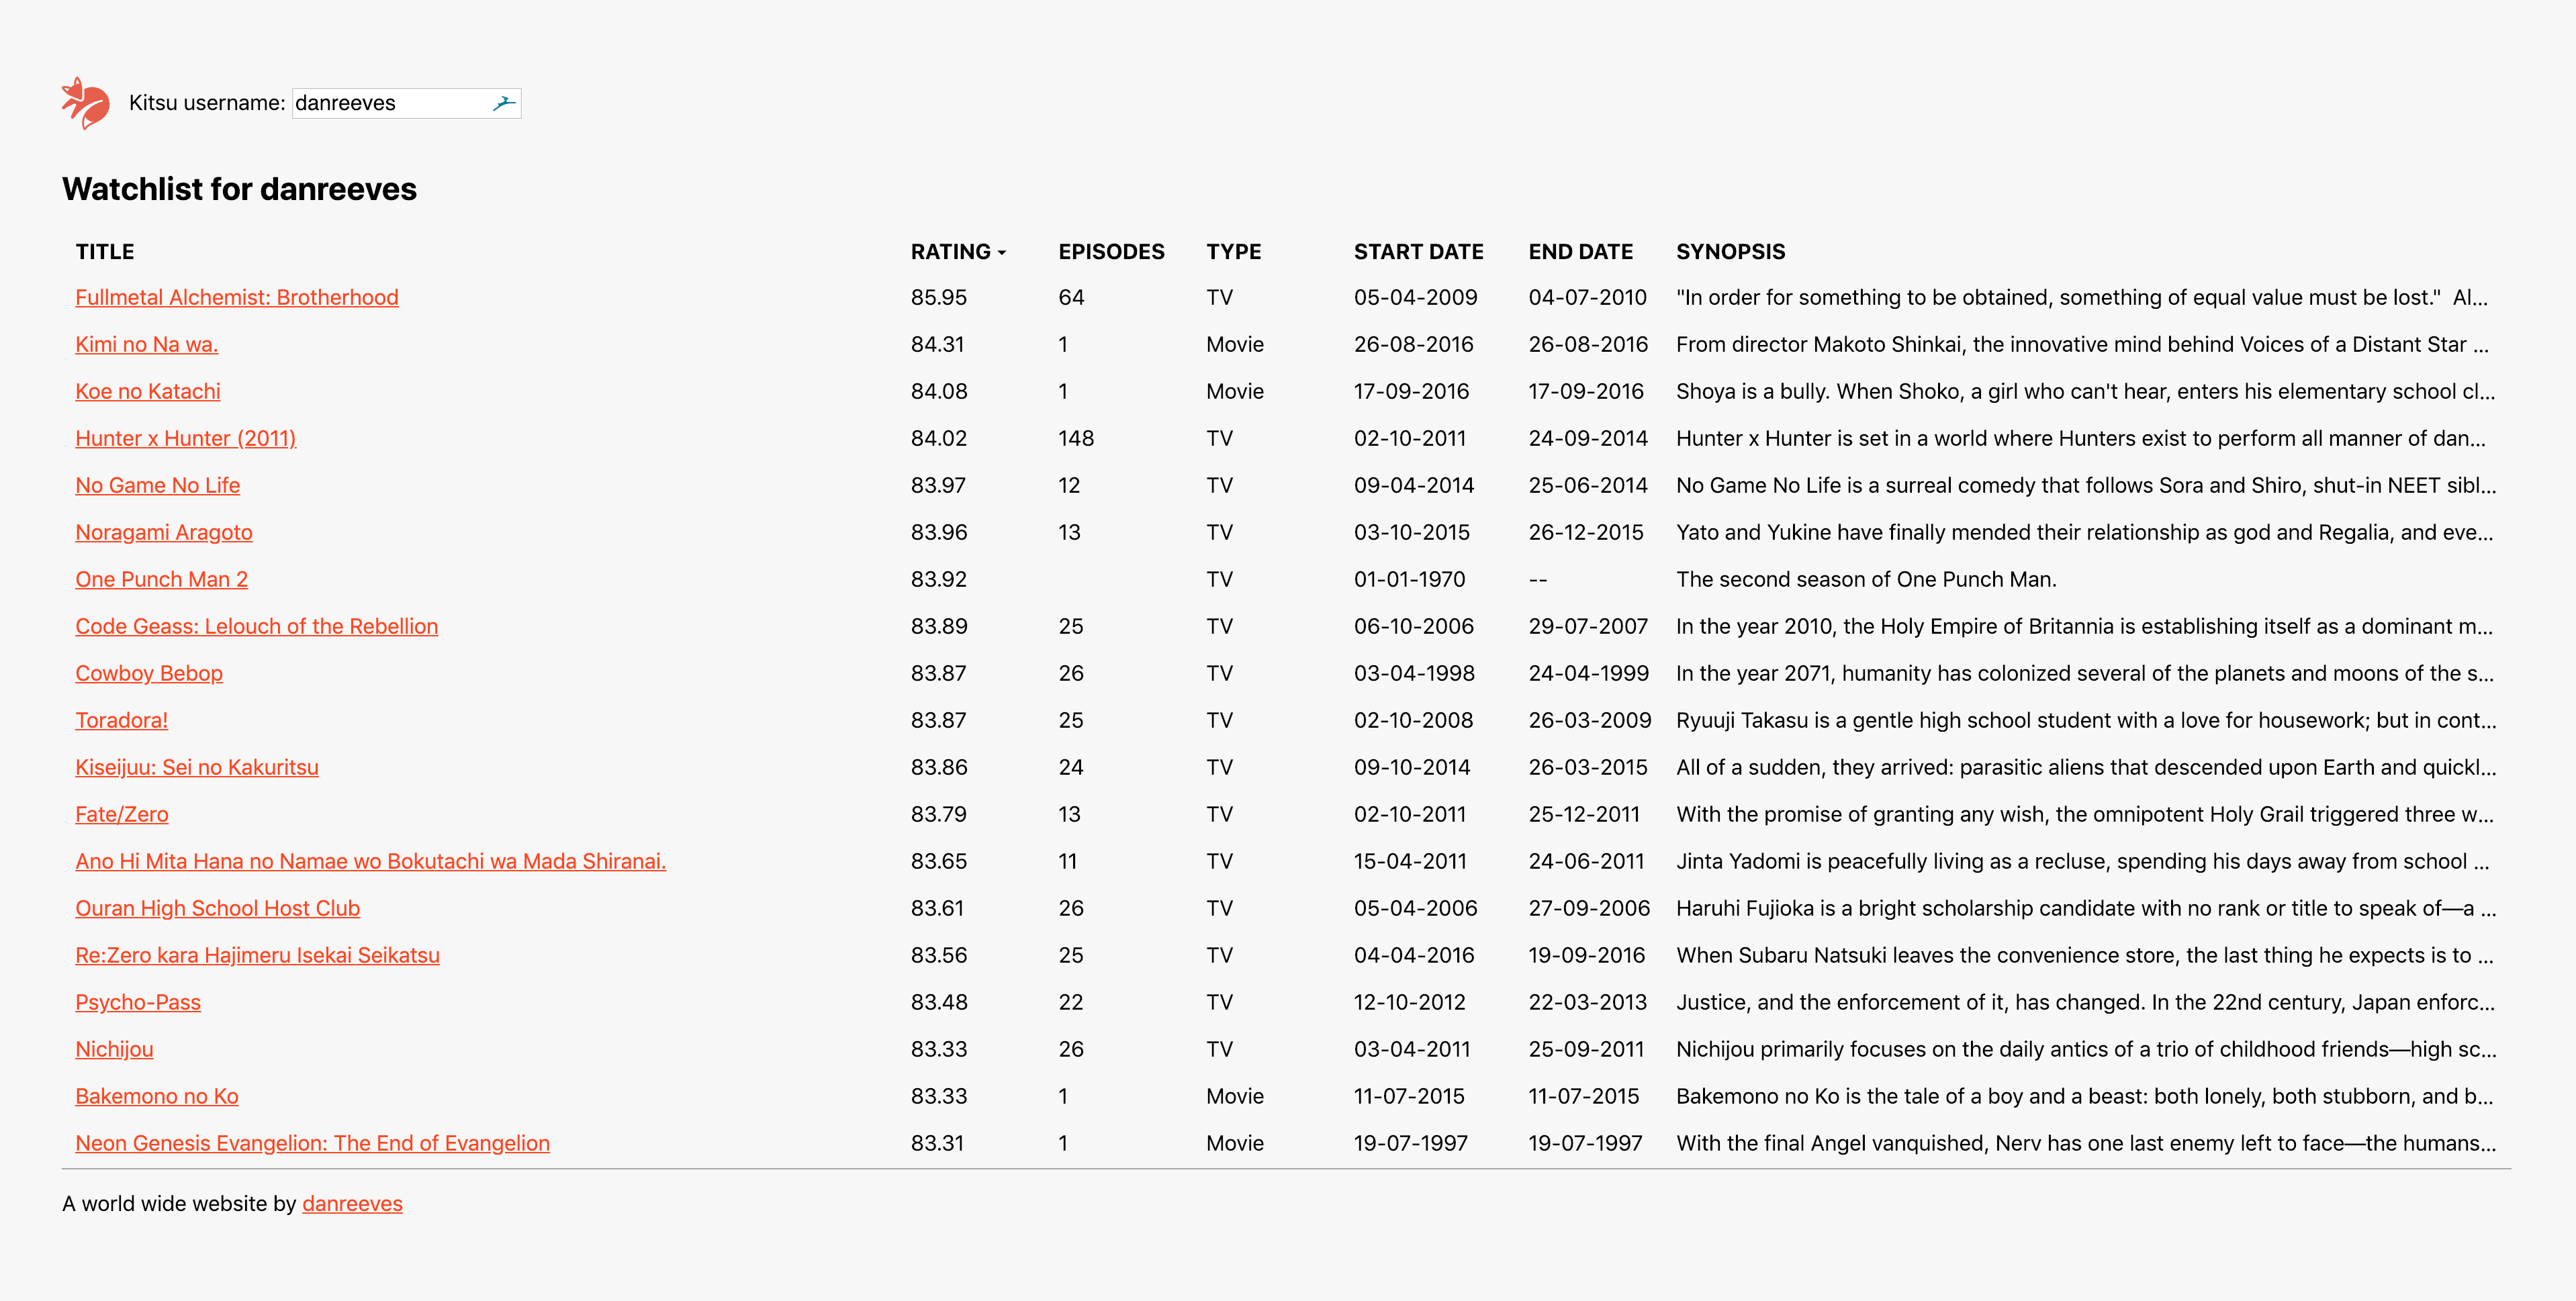 Kitsu username: danreeves
Watchlist for danreeves
TITLE RATING EPISODES TYPE START DATE END DATE SYNOPSIS
Fullmetal Alchemist: Brotherhood 85.95 64 TV 05-04-2009 04-07-2010 "In order for something to be obtained, something of equal value must be lost."  Al...
Kimi no Na wa. 84.31 1 Movie 26-08-2016 26-08-2016 From director Makoto Shinkai, the innovative mind behind Voices of a Distant Star ...
Koe no Katachi 84.08 1 Movie 17-09-2016 17-09-2016 Shoya is a bully. When Shoko, a girl who can't hear, enters his elementary school cl...
Hunter x Hunter (2011) 84.02 148 TV 02-10-2011 24-09-2014 Hunter x Hunter is set in a world where Hunters exist to perform all manner of dan...
No Game No Life 83.97 12 TV 09-04-2014 25-06-2014 No Game No Life is a surreal comedy that follows Sora and Shiro, shut-in NEET sibl...
Noragami Aragoto 83.96 13 TV 03-10-2015 26-12-2015 Yato and Yukine have finally mended their relationship as god and Regalia, and eve...
One Punch Man 2 83.92 TV 01-01-1970 -- The second season of One Punch Man.
Code Geass: Lelouch of the Rebellion 83.89 25 TV 06-10-2006 29-07-2007 In the year 2010, the Holy Empire of Britannia is establishing itself as a dominant m...
Cowboy Bebop 83.87 26 TV 03-04-1998 24-04-1999 In the year 2071, humanity has colonized several of the planets and moons of the s...
Toradora! 83.87 25 TV 02-10-2008 26-03-2009 Ryuuji Takasu is a gentle high school student with a love for housework; but in cont...
Kiseijuu: Sei no Kakuritsu 83.86 24 TV 09-10-2014 26-03-2015 All of a sudden, they arrived: parasitic aliens that descended upon Earth and quickl...
Fate/Zero 83.79 13 TV 02-10-2011 25-12-2011 With the promise of granting any wish, the omnipotent Holy Grail triggered three w...
Ano Hi Mita Hana no Namae wo Bokutachi wa Mada Shiranai. 83.65 11 TV 15-04-2011 24-06-2011 Jinta Yadomi is peacefully living as a recluse, spending his days away from school ...
Ouran High School Host Club 83.61 26 TV 05-04-2006 27-09-2006 Haruhi Fujioka is a bright scholarship candidate with no rank or title to speak of—a ...
Re:Zero kara Hajimeru Isekai Seikatsu 83.56 25 TV 04-04-2016 19-09-2016 When Subaru Natsuki leaves the convenience store, the last thing he expects is to ...
Psycho-Pass 83.48 22 TV 12-10-2012 22-03-2013 Justice, and the enforcement of it, has changed. In the 22nd century, Japan enforc...
Nichijou 83.33 26 TV 03-04-2011 25-09-2011 Nichijou primarily focuses on the daily antics of a trio of childhood friends—high sc...
Bakemono no Ko 83.33 1 Movie 11-07-2015 11-07-2015 Bakemono no Ko is the tale of a boy and a beast: both lonely, both stubborn, and b...
Neon Genesis Evangelion: The End of Evangelion 83.31 1 Movie 19-07-1997 19-07-1997 With the final Angel vanquished, Nerv has one last enemy left to face—the humans...
A world wide website by danreeves